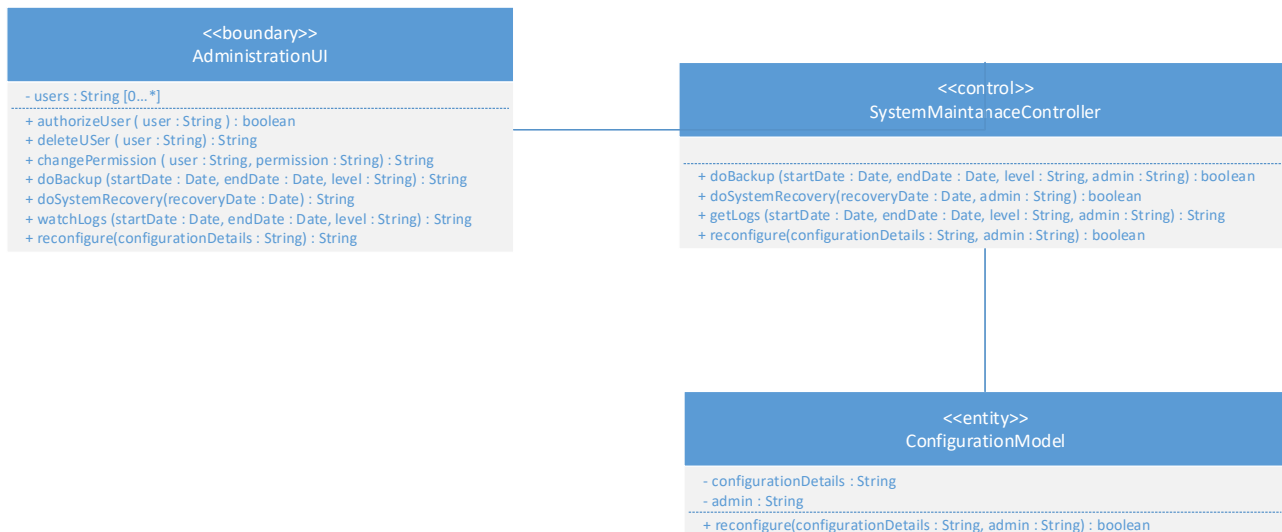 <<boundary>>
AdministrationUI
- users : String [0...*]
+ authorizeUser ( user : String ) : boolean
+ deleteUSer ( user : String) : String
+ changePermission ( user : String, permission : String) : String
+ doBackup (startDate : Date, endDate : Date, level : String) : String
+ doSystemRecovery(recoveryDate : Date) : String
+ watchLogs (startDate : Date, endDate : Date, level : String) : String
+ reconfigure(configurationDetails : String) : String
<<control>>
SystemMaintanaceController
+ doBackup (startDate : Date, endDate : Date, level : String, admin : String) : boolean
+ doSystemRecovery(recoveryDate : Date, admin : String) : boolean
+ getLogs (startDate : Date, endDate : Date, level : String, admin : String) : String
+ reconfigure(configurationDetails : String, admin : String) : boolean
<<entity>>
ConfigurationModel
- configurationDetails : String
- admin : String
+ reconfigure(configurationDetails : String, admin : String) : boolean